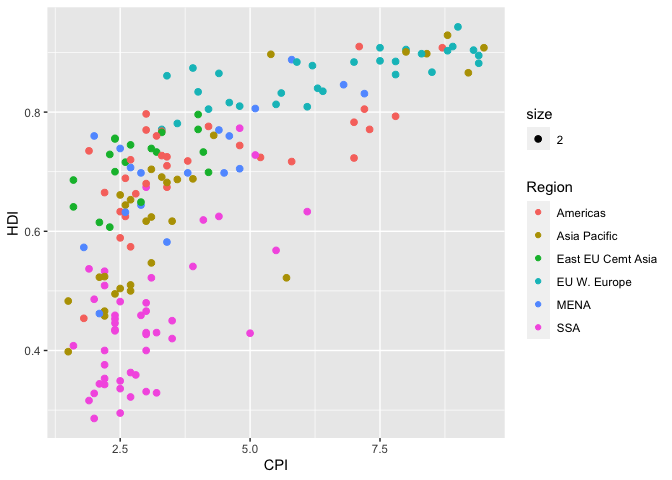 0.8
0.6
0.4
HDI
2.5 5.0 7.5
CPI
size
2
Region
Americas
Asia Pacific
East EU Cemt Asia
EU W. Europe
MENA
SSA